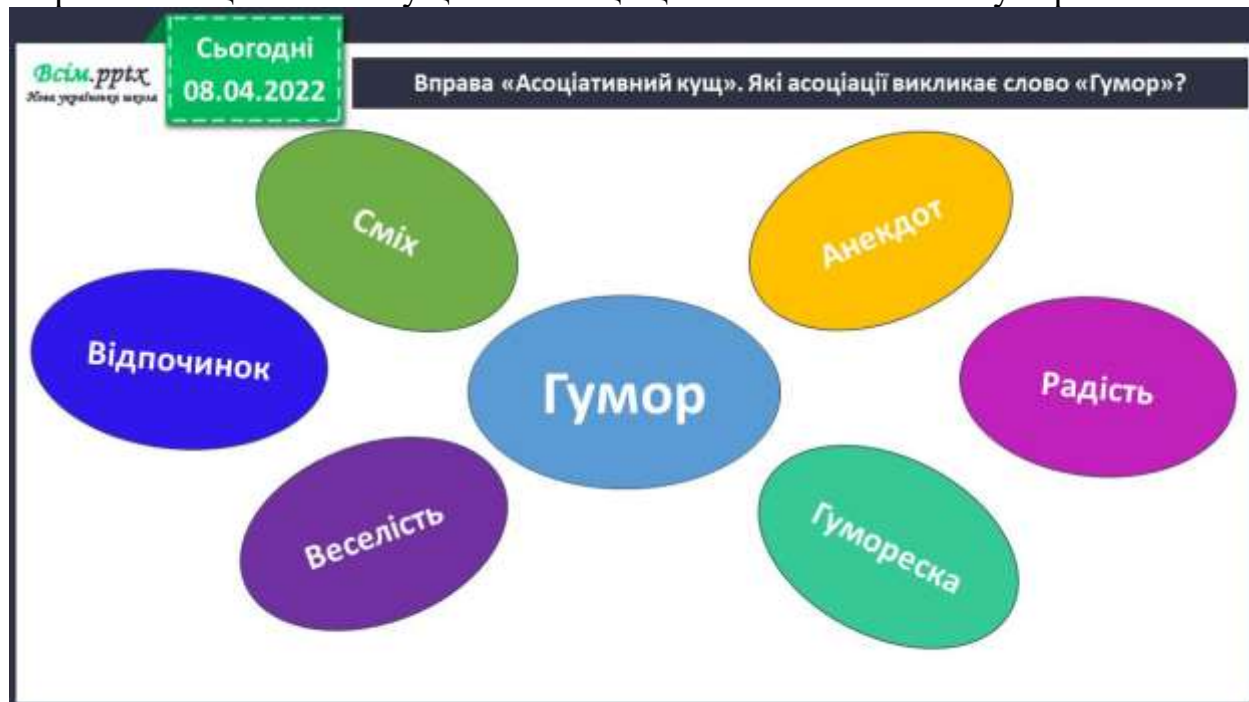 Сьогодні
08.04.2022
Всім.pptx
Нова українська школа
Вправа «Асоціативний кущ». Які асоціації викликає слово «Гумор»?
Сміх
Анекдот
Відпочинок
Гумор
Радість
Веселість
Гумореска